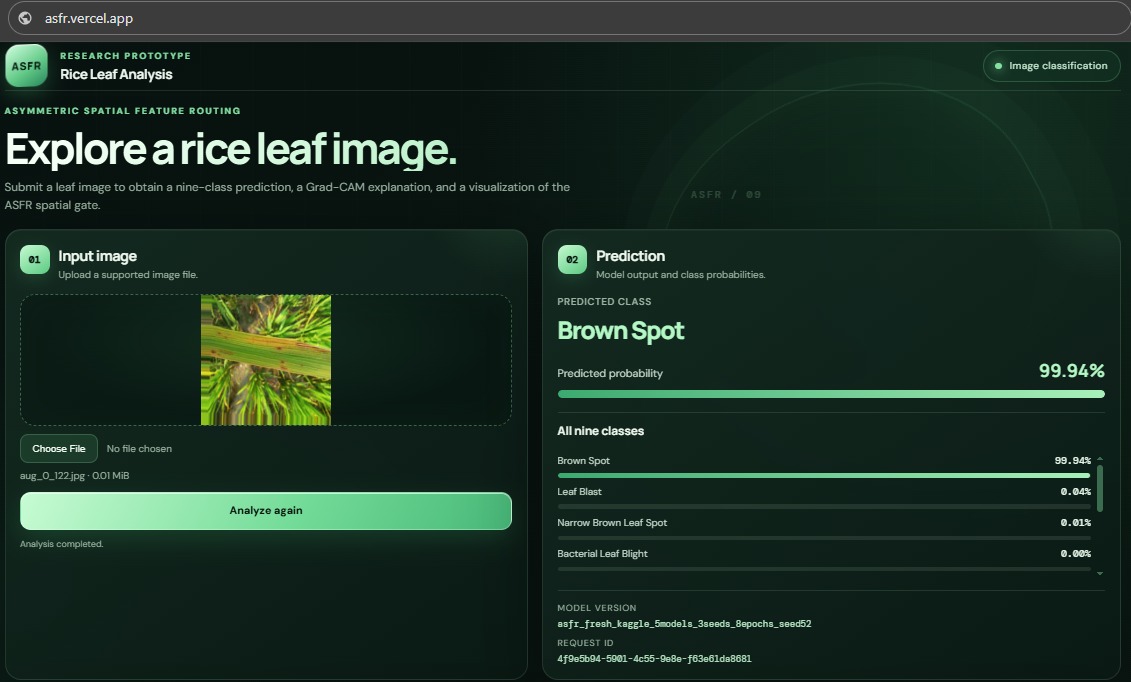 asfr.vercel.app
ASFR
RESEARCH PROTOTYPE
Rice Leaf Analysis
Image classification
ASYMMETRIC SPATIAL FEATURE ROUTING
Explore a rice leaf image.
Submit a leaf image to obtain a nine-class prediction, a Grad-CAM explanation, and a visualization of the
ASFR spatial gate.
ASFR / 09
01
Input image
Upload a supported image file.
Choose File No file chosen
aug_0_122.jpg · 0.01 MiB
Analyze again
Analysis completed.
02
Prediction
Model output and class probabilities.
PREDICTED CLASS
Brown Spot
Predicted probability 99.94%
All nine classes
Brown Spot 99.94%
Leaf Blast 0.04%
Narrow Brown Leaf Spot 0.01%
Bacterial Leaf Blight 0.00%
MODEL VERSION
asfr_fresh_kaggle_5models_3seeds_8epochs_seed52
REQUEST ID
4f9e5b94-5901-4c55-9e8e-f63e61da8681